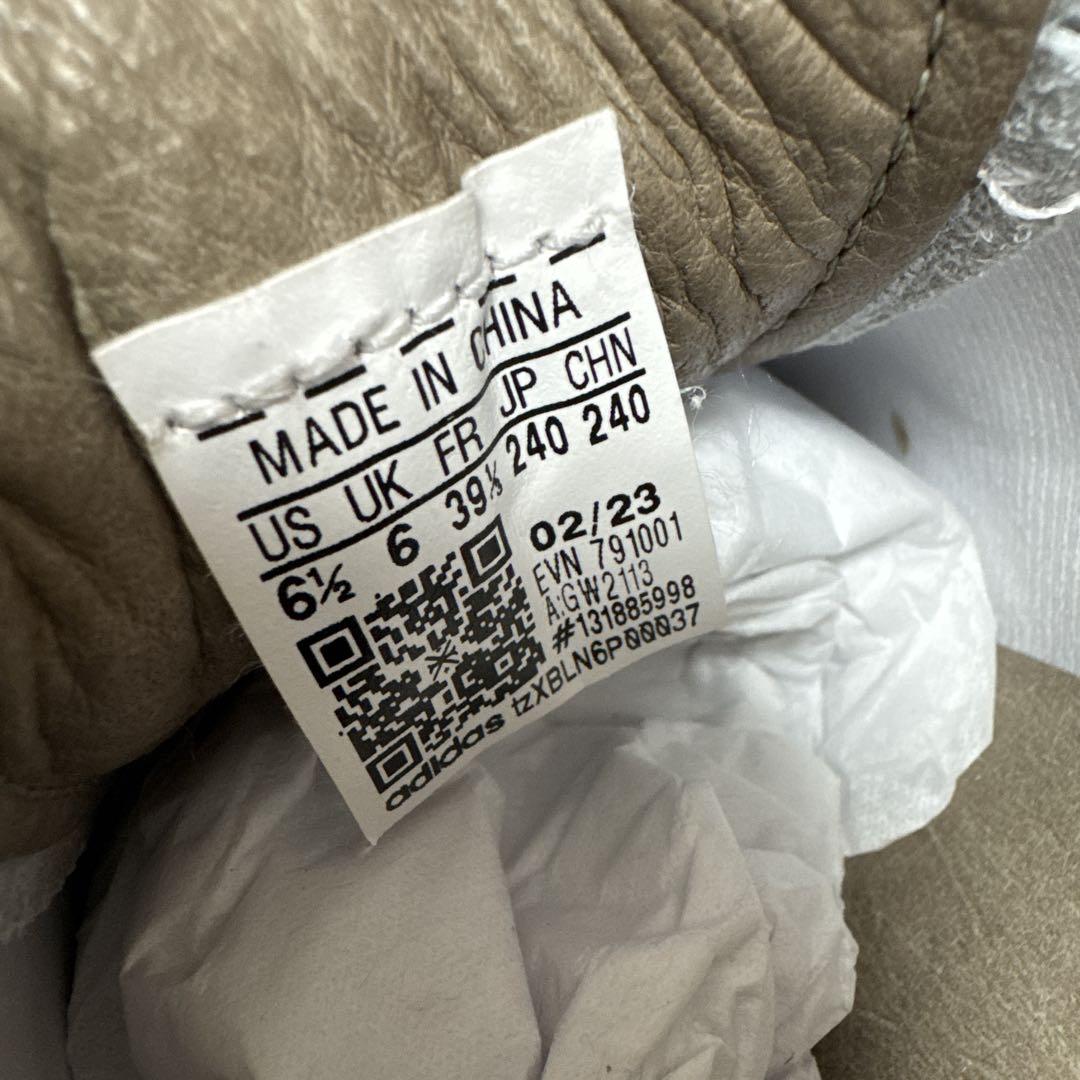 MADE IN CHINA
US UK FR JP CHN
6½ 6 39⅓ 240 240
02/23
EVN 791001
A:GW2113
#131885998
adidas tzXBLN6P00037